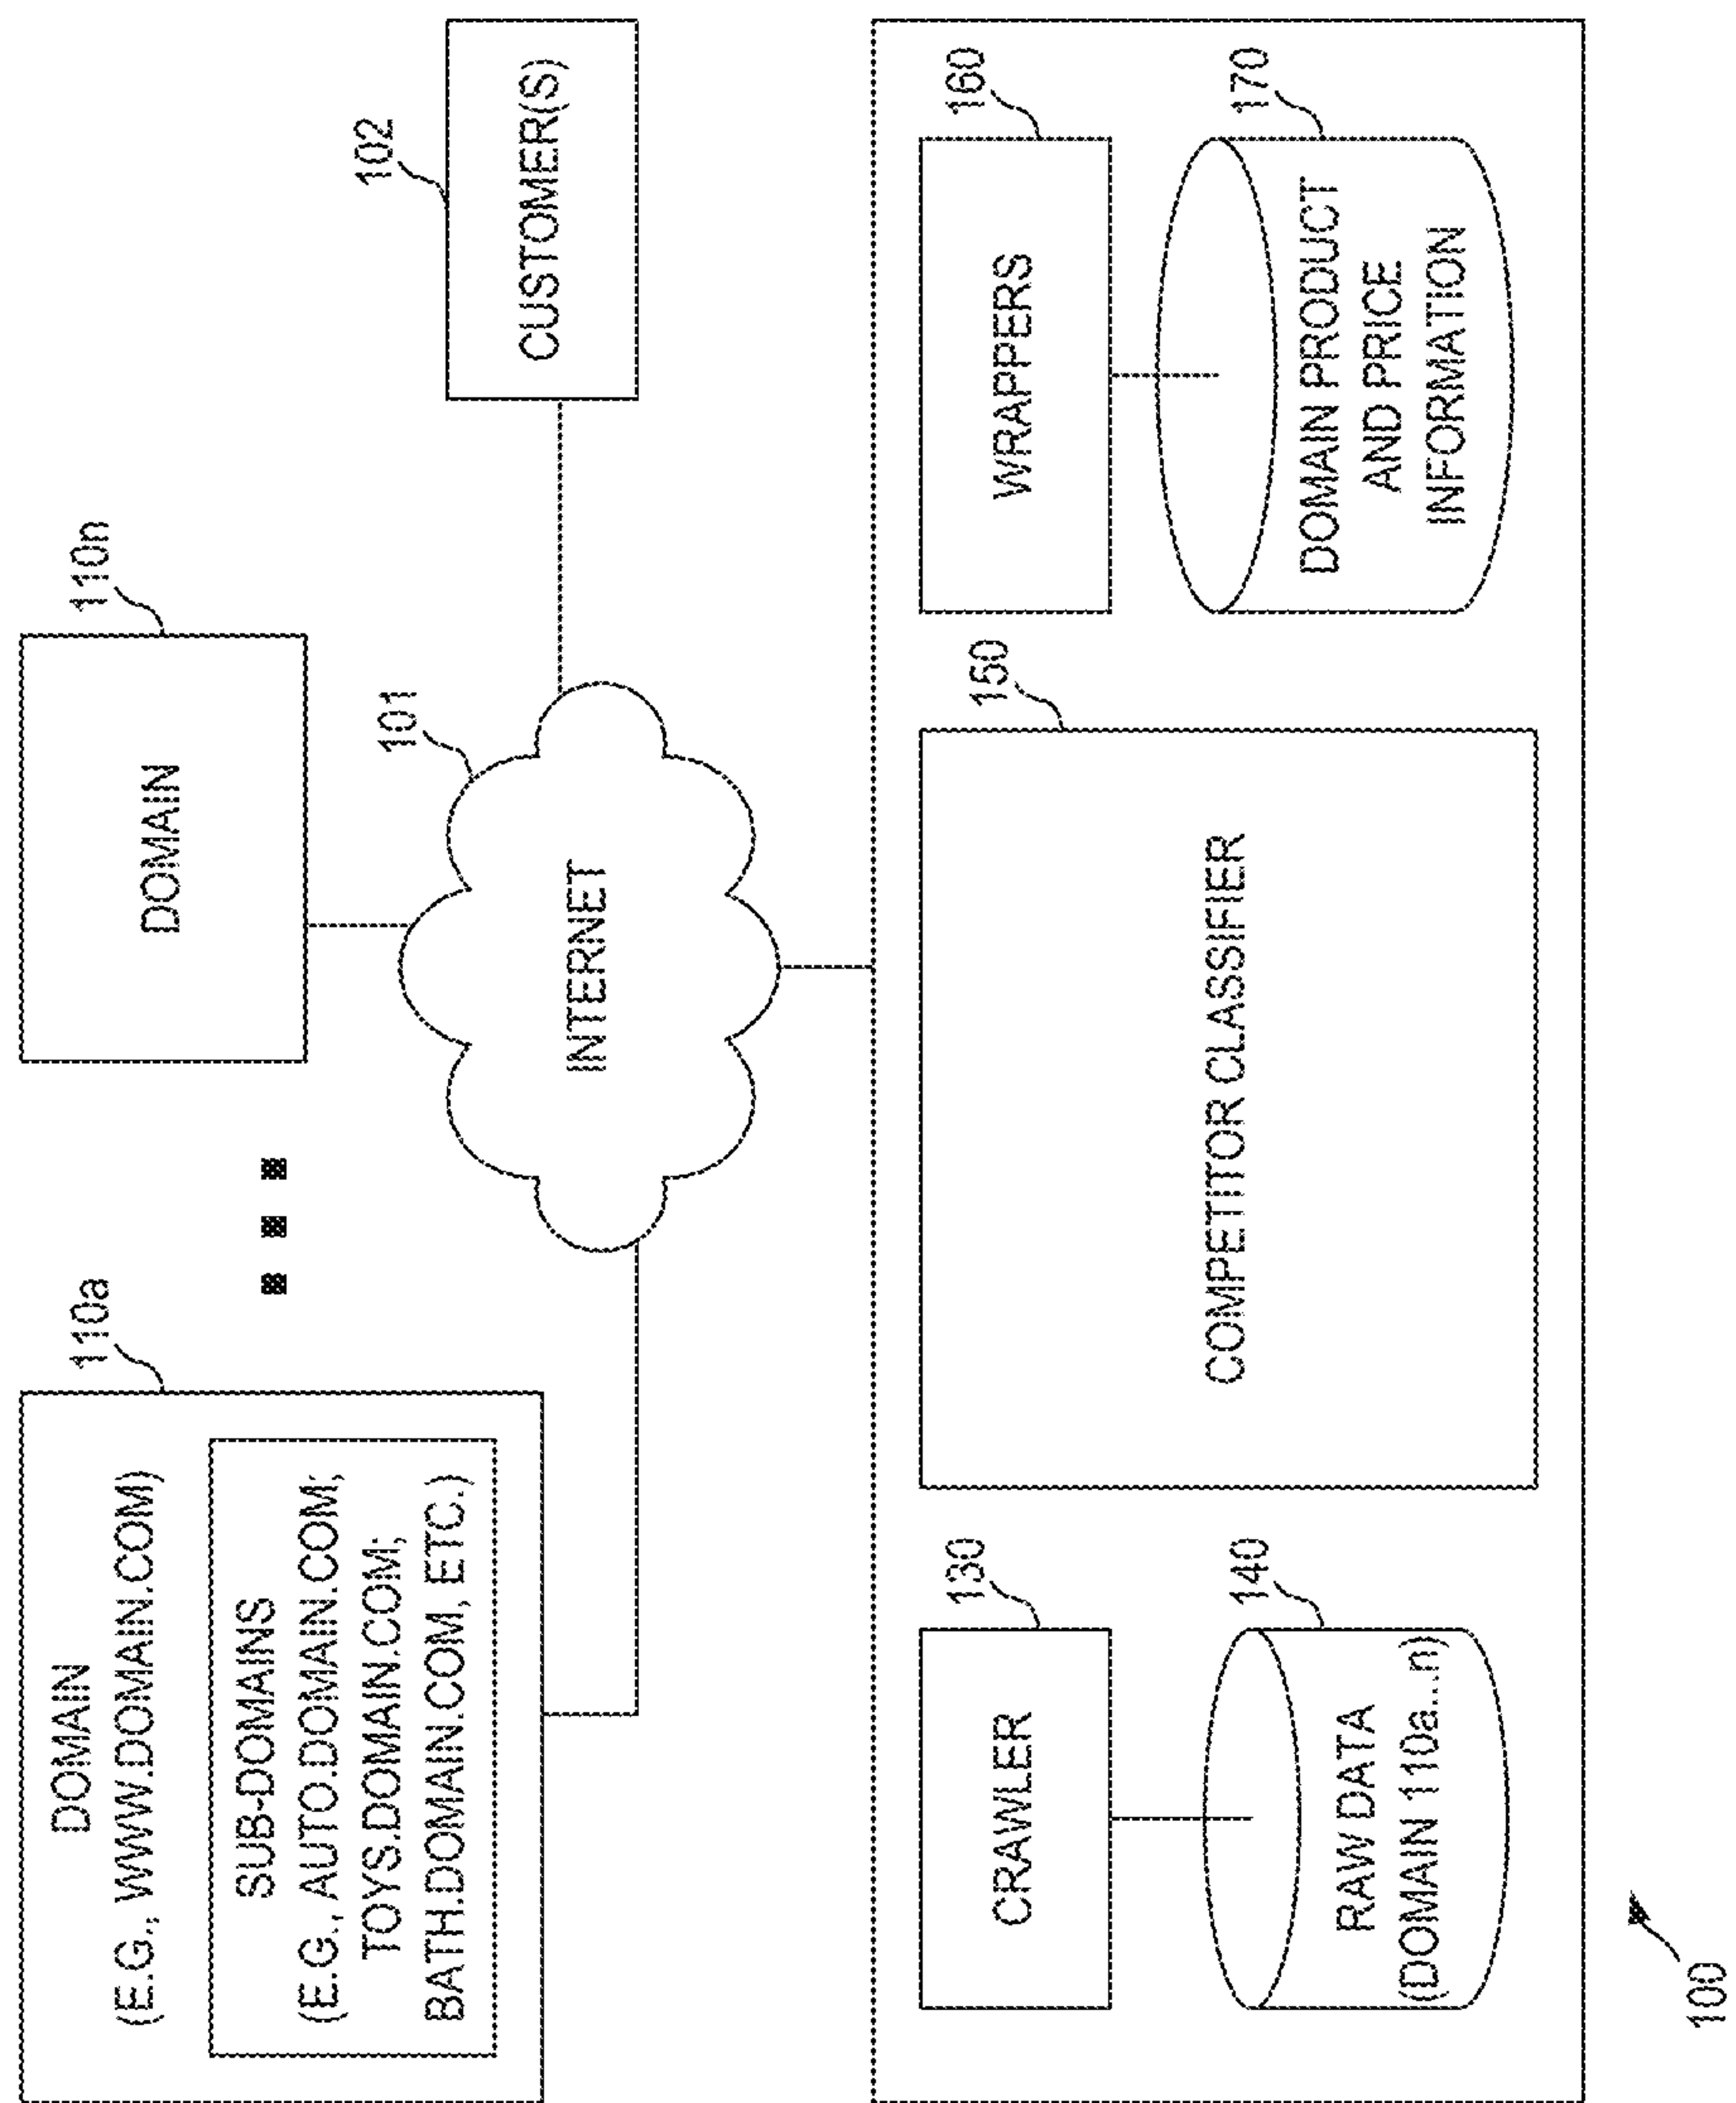 110a
DOMAIN
(E.G., WWW.DOMAIN.COM)
SUB-DOMAINS
(E.G., AUTO.DOMAIN.COM;
TOYS.DOMAIN.COM;
BATH.DOMAIN.COM, ETC.)
110n
DOMAIN
101
INTERNET
102
CUSTOMER(S)
130
CRAWLER
140
RAW DATA
(DOMAIN 110a...n)
150
COMPETITOR CLASSIFIER
160
WRAPPERS
170
DOMAIN PRODUCT
AND PRICE
INFORMATION
100